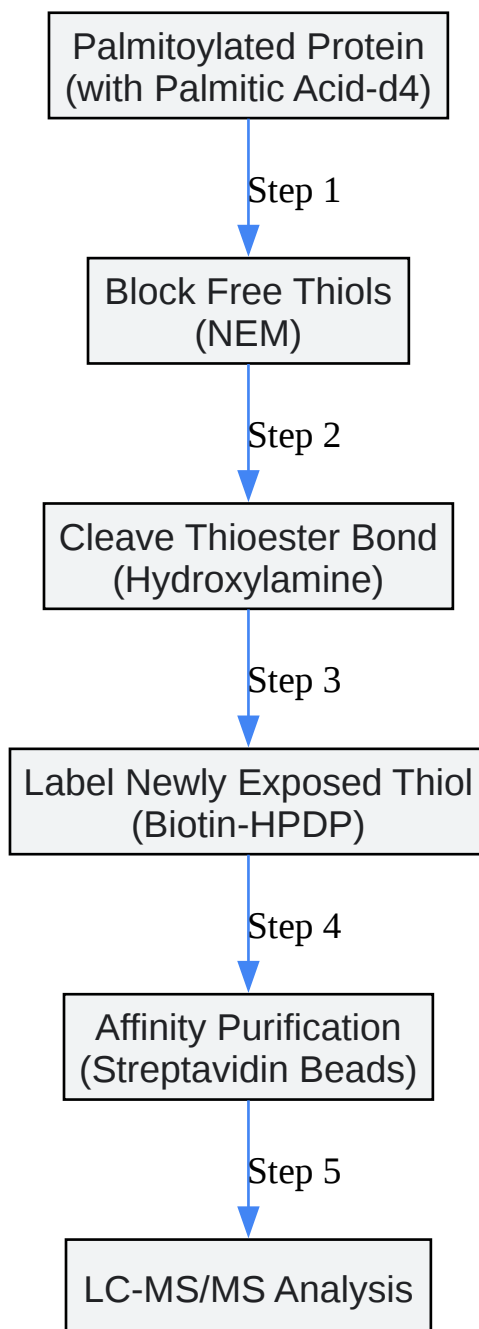 Palmitoylated Protein
(with Palmitic Acid-d4)
Step 1
Block Free Thiols
(NEM)
Step 2
Cleave Thioester Bond
(Hydroxylamine)
Step 3
Label Newly Exposed Thiol
(Biotin-HPDP)
Step 4
Affinity Purification
(Streptavidin Beads)
Step 5
LC-MS/MS Analysis